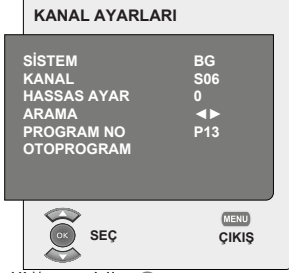 KANAL AYARLARI
SİSTEM BG
KANAL S06
HASSAS AYAR 0
ARAMA ◄►
PROGRAM NO P13
OTOPROGRAM
MENU
OK SEÇ ÇIKIŞ